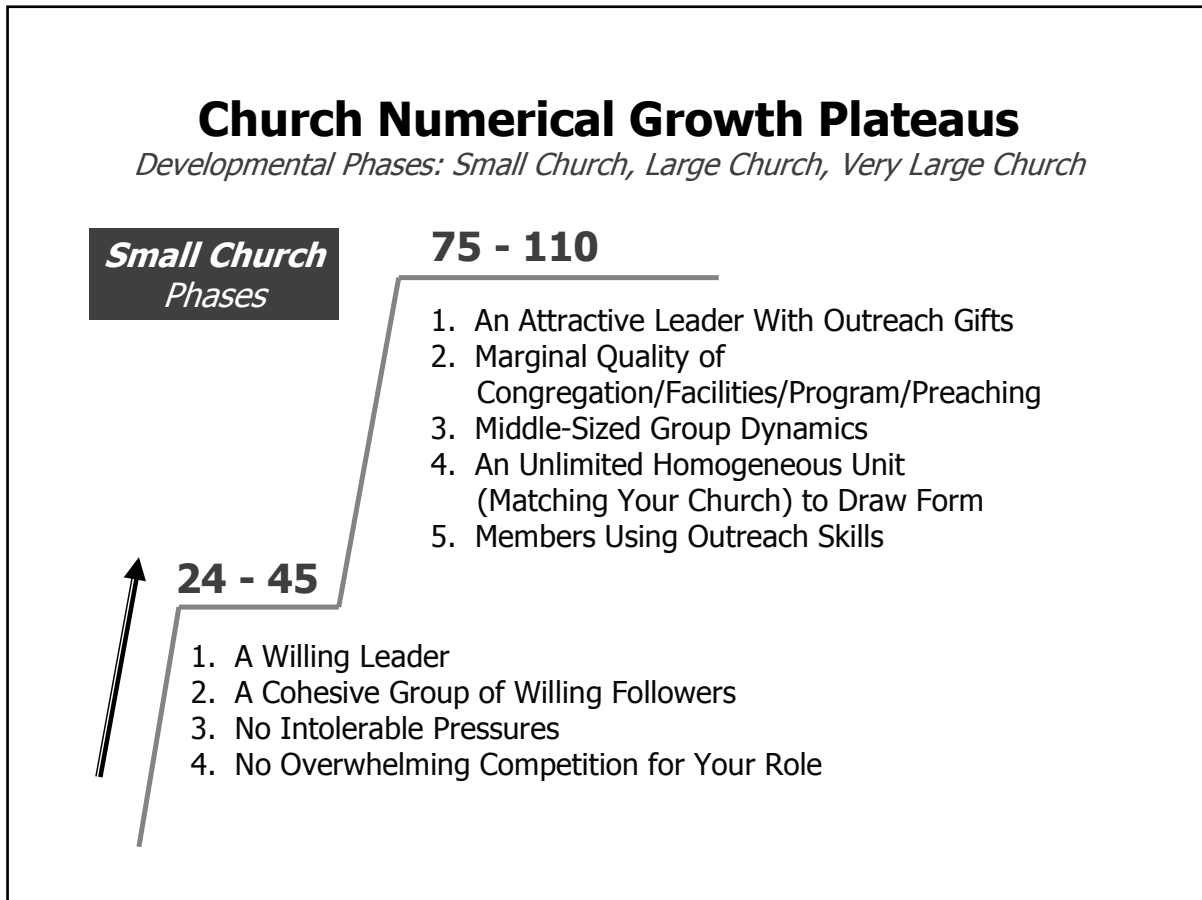 Church Numerical Growth Plateaus
Developmental Phases: Small Church, Large Church, Very Large Church
Small Church
Phases
75 - 110
1. An Attractive Leader With Outreach Gifts
2. Marginal Quality of
Congregation/Facilities/Program/Preaching
3. Middle-Sized Group Dynamics
4. An Unlimited Homogeneous Unit
(Matching Your Church) to Draw Form
5. Members Using Outreach Skills
24 - 45
1. A Willing Leader
2. A Cohesive Group of Willing Followers
3. No Intolerable Pressures
4. No Overwhelming Competition for Your Role